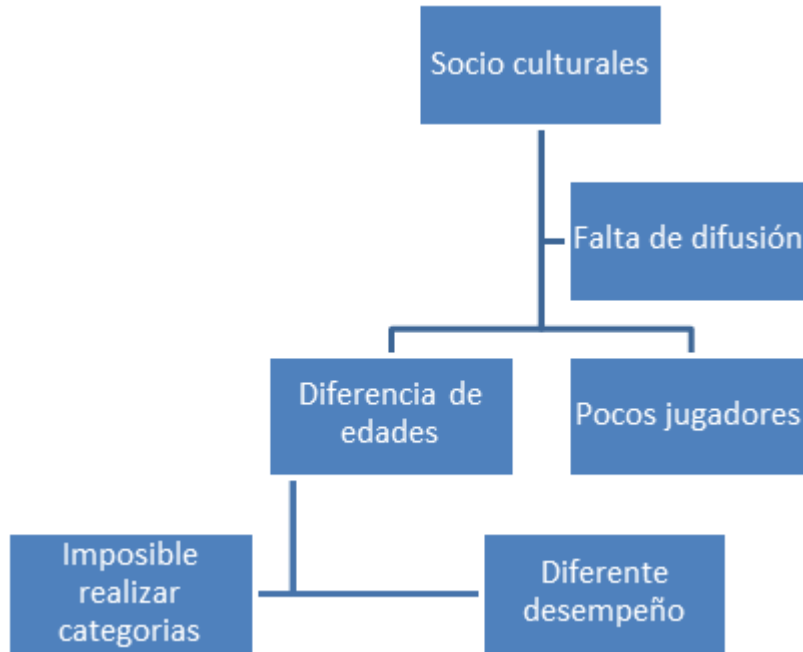 Socio culturales
Falta de difusión
Diferencia de
edades
Pocos jugadores
Imposible
realizar
categorias
Diferente
desempeño